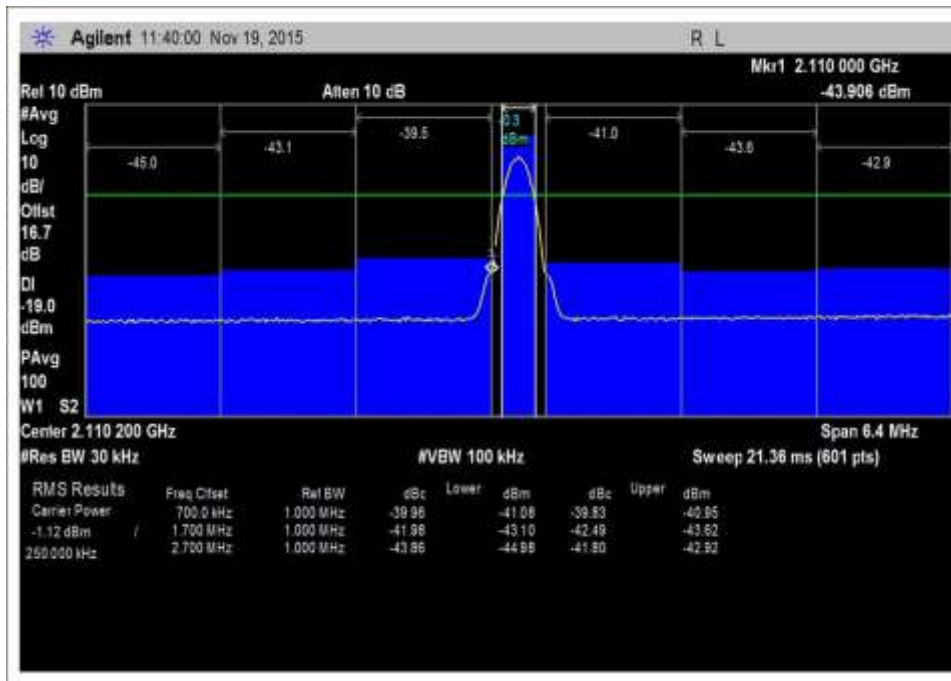 Agilent 11:40:00 Nov 19, 2015 R L
Mkr1 2.110 000 GHz
Ref 10 dBm Atten 10 dB -43.906 dBm
#Avg
Log
10
dB/
Offst
16.7
dB
DI
-19.0
dBm
PAvg
100
W1 S2
-45.0 -43.1 -39.5 -0.3 dBm -41.0 -43.6 -42.9
1
Center 2.110 200 GHz Span 6.4 MHz
#Res BW 30 kHz #VBW 100 kHz Sweep 21.36 ms (601 pts)
RMS Results Freq Offset Ref BW dBc Lower dBm dBc Upper dBm
Carrier Power 700.0 kHz 1.000 MHz -39.96 -41.08 -39.83 -40.95
-1.12 dBm / 1.700 MHz 1.000 MHz -41.98 -43.10 -42.49 -43.62
250.000 kHz 2.700 MHz 1.000 MHz -43.86 -44.98 -41.80 -42.92